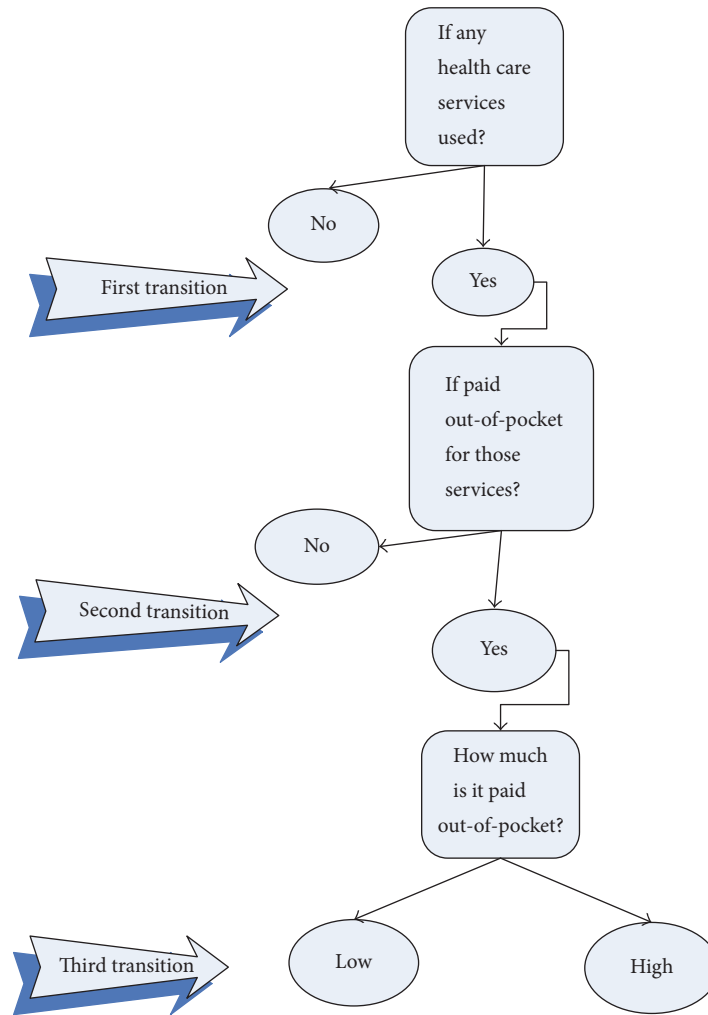 If any
health care
services
used?
No
First transition
Yes
If paid
out-of-pocket
for those
services?
No
Second transition
Yes
How much
is it paid
out-of-pocket?
Third transition
Low
High